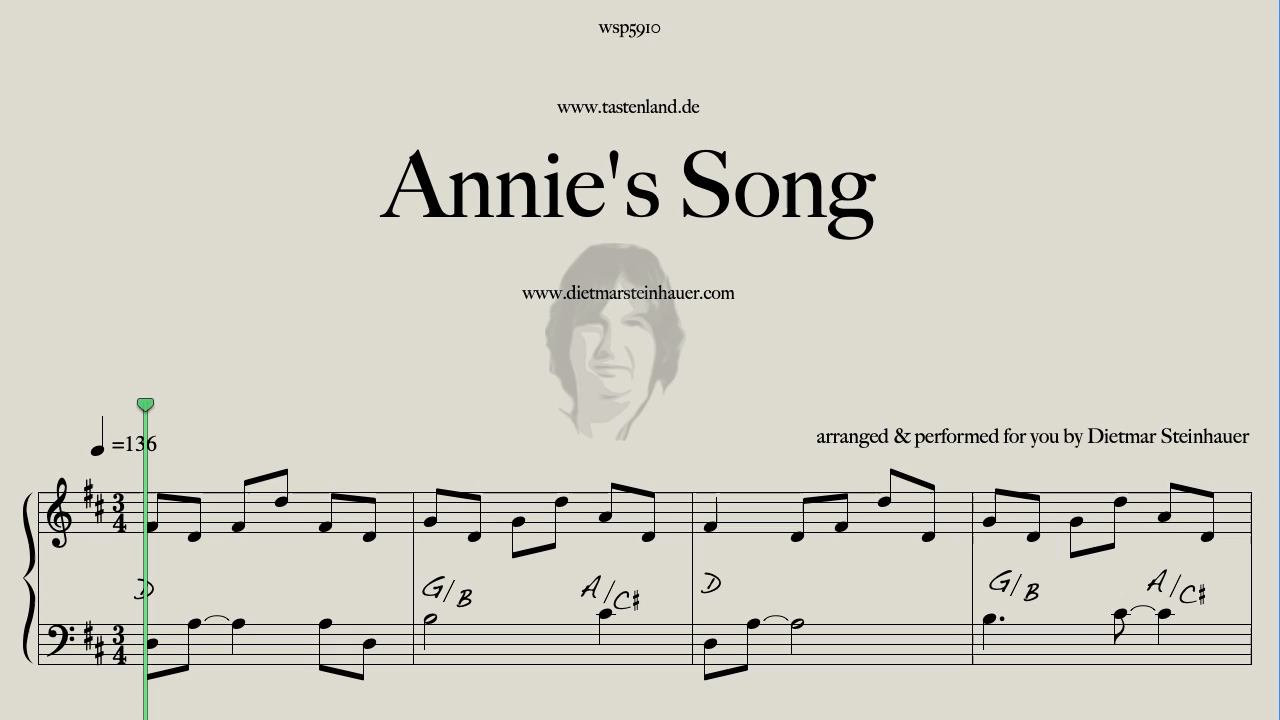 wsp5910
www.tastenland.de
Annie's Song
www.dietmarsteinhauer.com
=136
arranged & performed for you by Dietmar Steinhauer
3
4
D
G/B
A/C#
D
G/B
A/C#
3
4